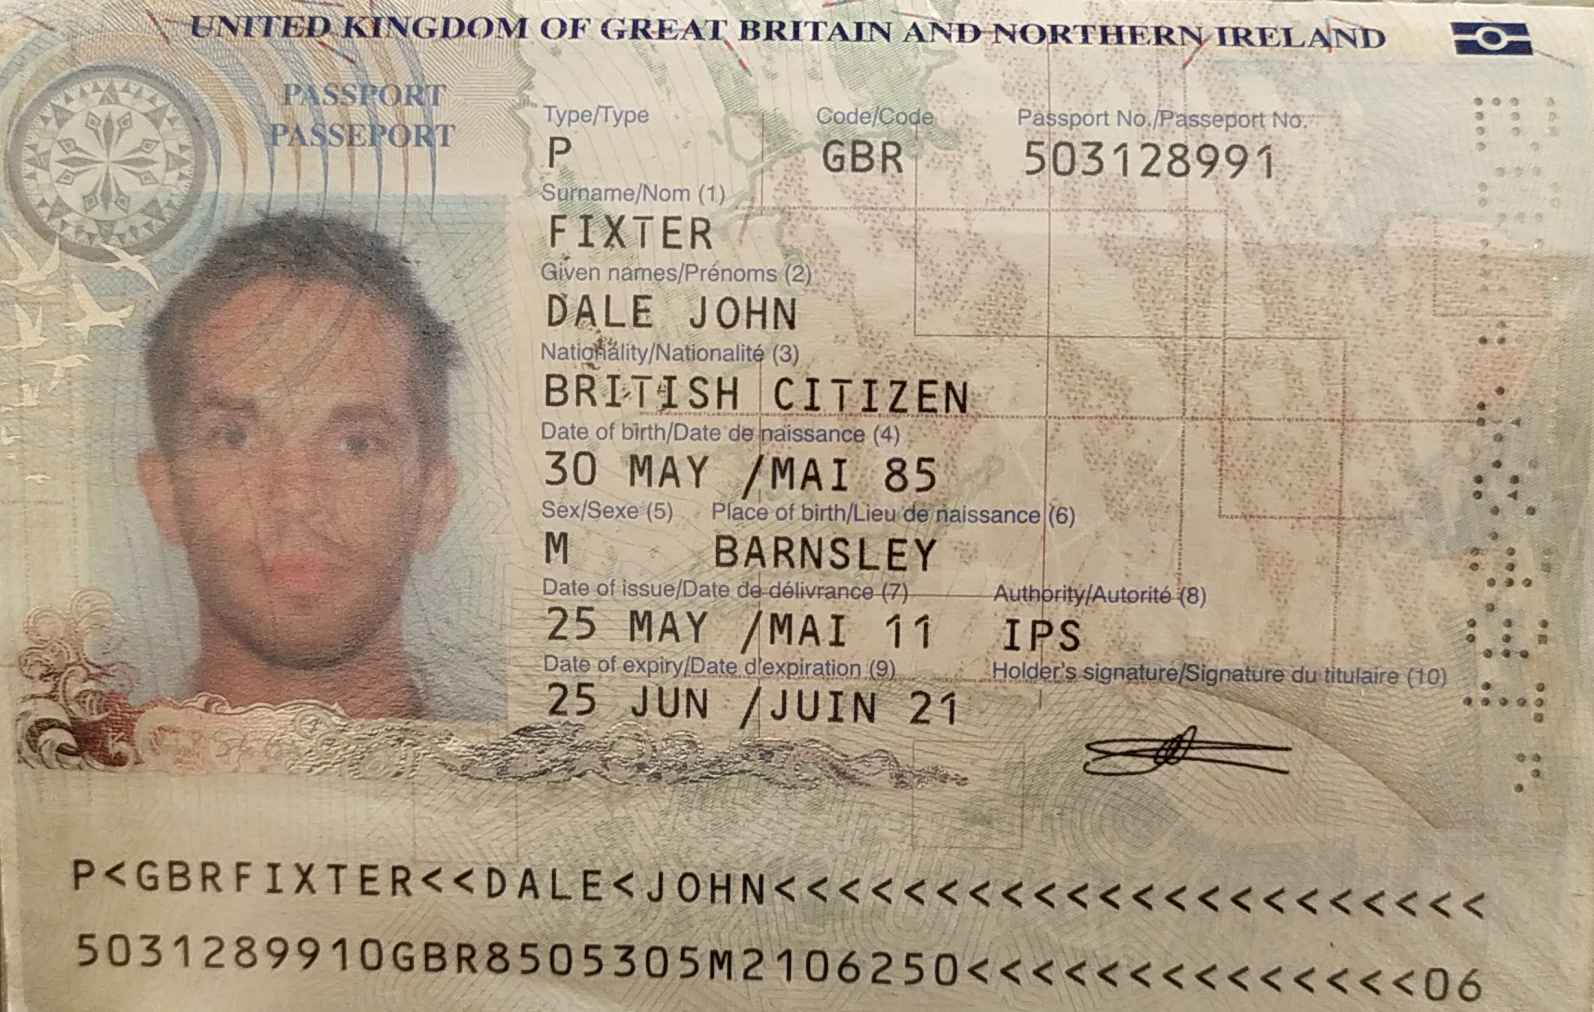 UNITED KINGDOM OF GREAT BRITAIN AND NORTHERN IRELAND
PASSPORT
PASSEPORT
Type/Type Code/Code Passport No./Passeport No.
P GBR 503128991
Surname/Nom (1)
FIXTER
Given names/Prénoms (2)
DALE JOHN
Nationality/Nationalité (3)
BRITISH CITIZEN
Date of birth/Date de naissance (4)
30 MAY /MAI 85
Sex/Sexe (5) Place of birth/Lieu de naissance (6)
M BARNSLEY
Date of issue/Date de délivrance (7) Authority/Autorité (8)
25 MAY /MAI 11 IPS
Date of expiry/Date d'expiration (9) Holder's signature/Signature du titulaire (10)
25 JUN /JUIN 21
P<GBRFIXTER<<DALE<JOHN<<<<<<<<<<<<<<<<<<<<<<
5031289910GBR8505305M2106250<<<<<<<<<<<<<<06